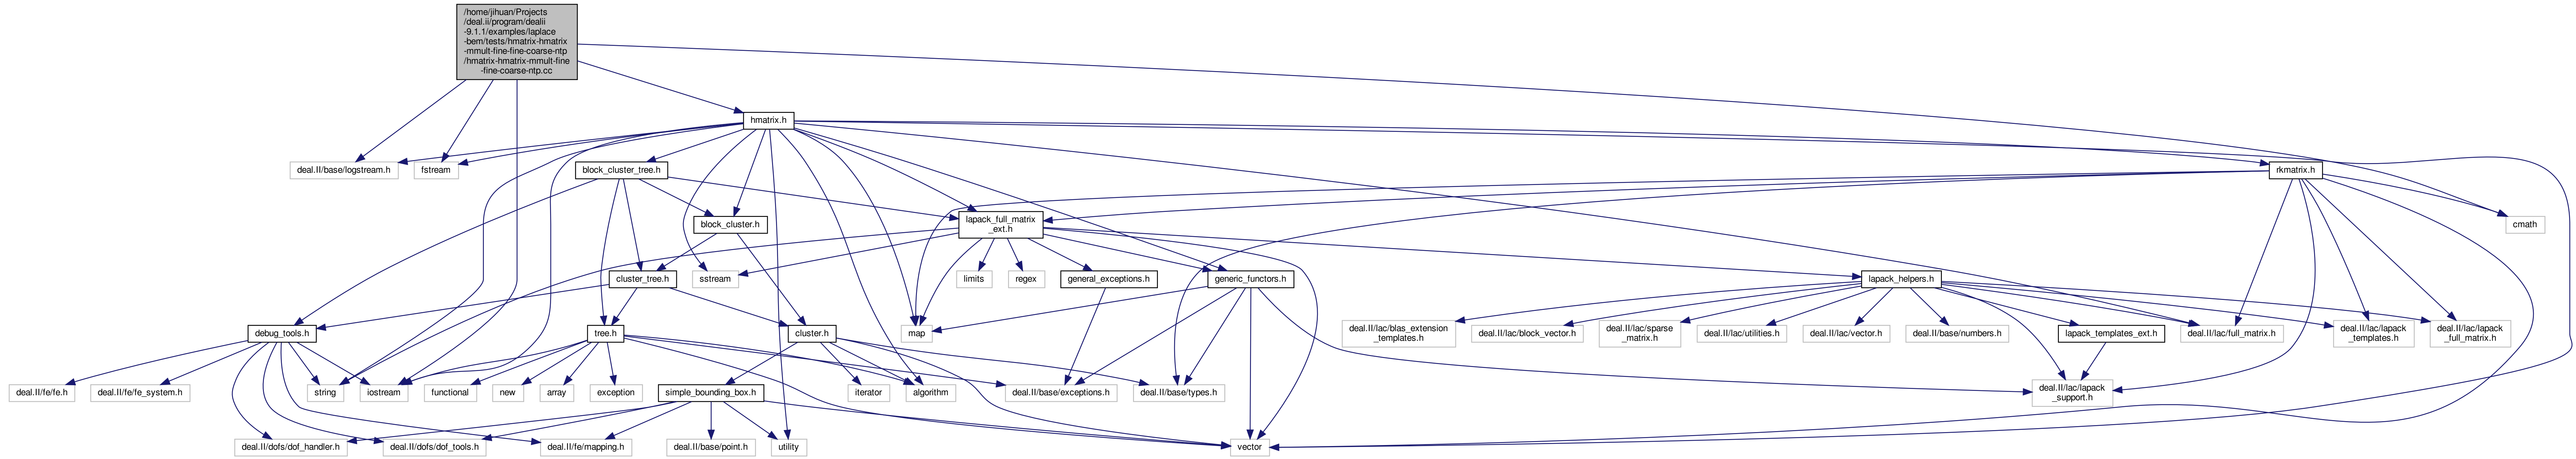 /home/jihuan/Projects
/deal.ii/program/dealii
-9.1.1/examples/laplace
-bem/tests/hmatrix-hmatrix
-mmult-fine-fine-coarse-ntp
/hmatrix-hmatrix-mmult-fine
-fine-coarse-ntp.cc
hmatrix.h
deal.II/base/logstream.h
fstream
block_cluster_tree.h
rkmatrix.h
block_cluster.h
lapack_full_matrix
_ext.h
cmath
cluster_tree.h
sstream
limits
regex
general_exceptions.h
generic_functors.h
lapack_helpers.h
debug_tools.h
tree.h
cluster.h
map
deal.II/lac/blas_extension
_templates.h
deal.II/lac/block_vector.h
deal.II/lac/sparse
_matrix.h
deal.II/lac/utilities.h
deal.II/lac/vector.h
deal.II/base/numbers.h
lapack_templates_ext.h
deal.II/lac/full_matrix.h
deal.II/lac/lapack
_templates.h
deal.II/lac/lapack
_full_matrix.h
deal.II/fe/fe.h
deal.II/fe/fe_system.h
string
iostream
functional
new
array
exception
simple_bounding_box.h
iterator
algorithm
deal.II/base/exceptions.h
deal.II/base/types.h
deal.II/lac/lapack
_support.h
deal.II/dofs/dof_handler.h
deal.II/dofs/dof_tools.h
deal.II/fe/mapping.h
deal.II/base/point.h
utility
vector